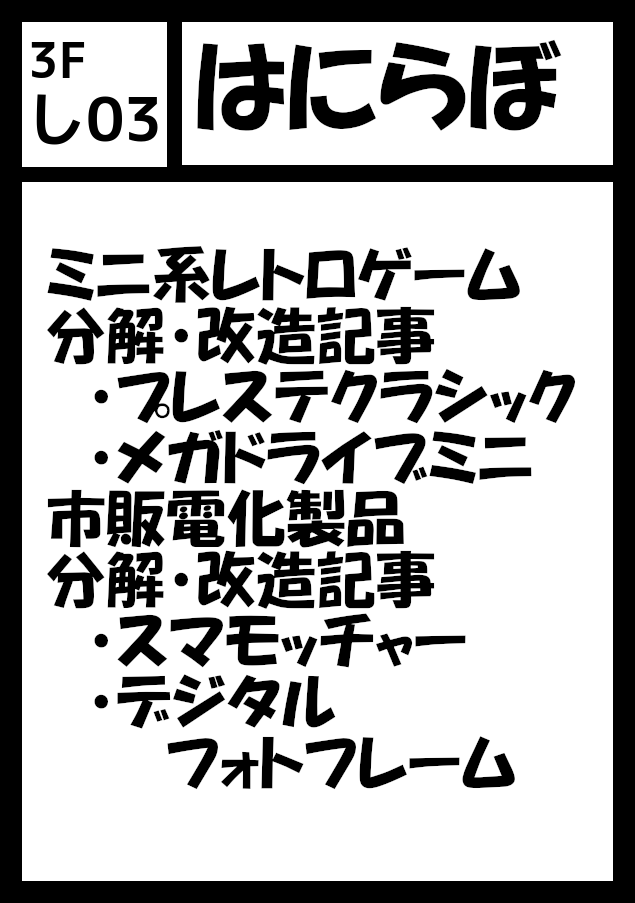 3F
し03
はにらぼ
ミニ系レトロゲーム
分解・改造記事
・プレステクラシック
・メガドライブミニ
市販電化製品
分解・改造記事
・スマモッチャー
・デジタル
フォトフレーム